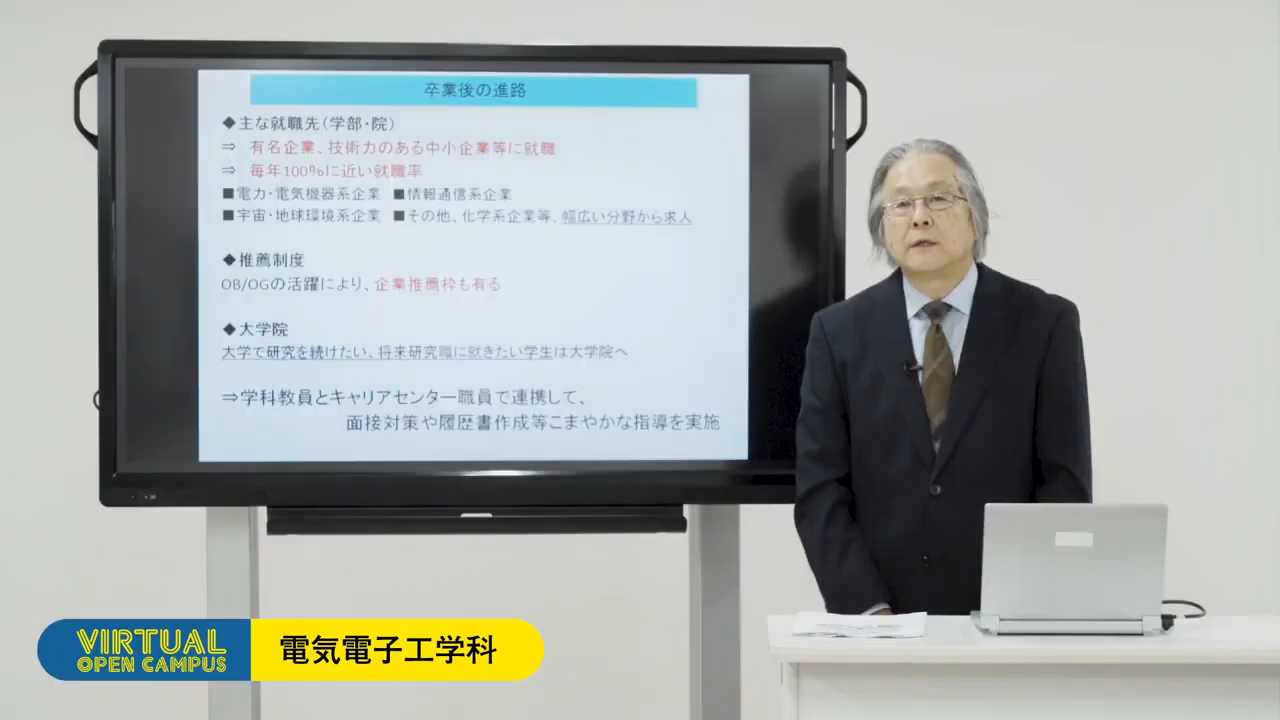 卒業後の進路
◆主な就職先(学部・院)
⇒ 有名企業、技術力のある中小企業等に就職
⇒ 毎年100%に近い就職率
■電力・電気機器系企業 ■情報通信系企業
■宇宙・地球環境系企業 ■その他、化学系企業等、幅広い分野から求人
◆推薦制度
OB/OGの活躍により、企業推薦枠も有る
◆大学院
大学で研究を続けたい、将来研究職に就きたい学生は大学院へ
⇒学科教員とキャリアセンター職員で連携して、
面接対策や履歴書作成等こまやかな指導を実施
VIRTUAL
OPEN CAMPUS
電気電子工学科